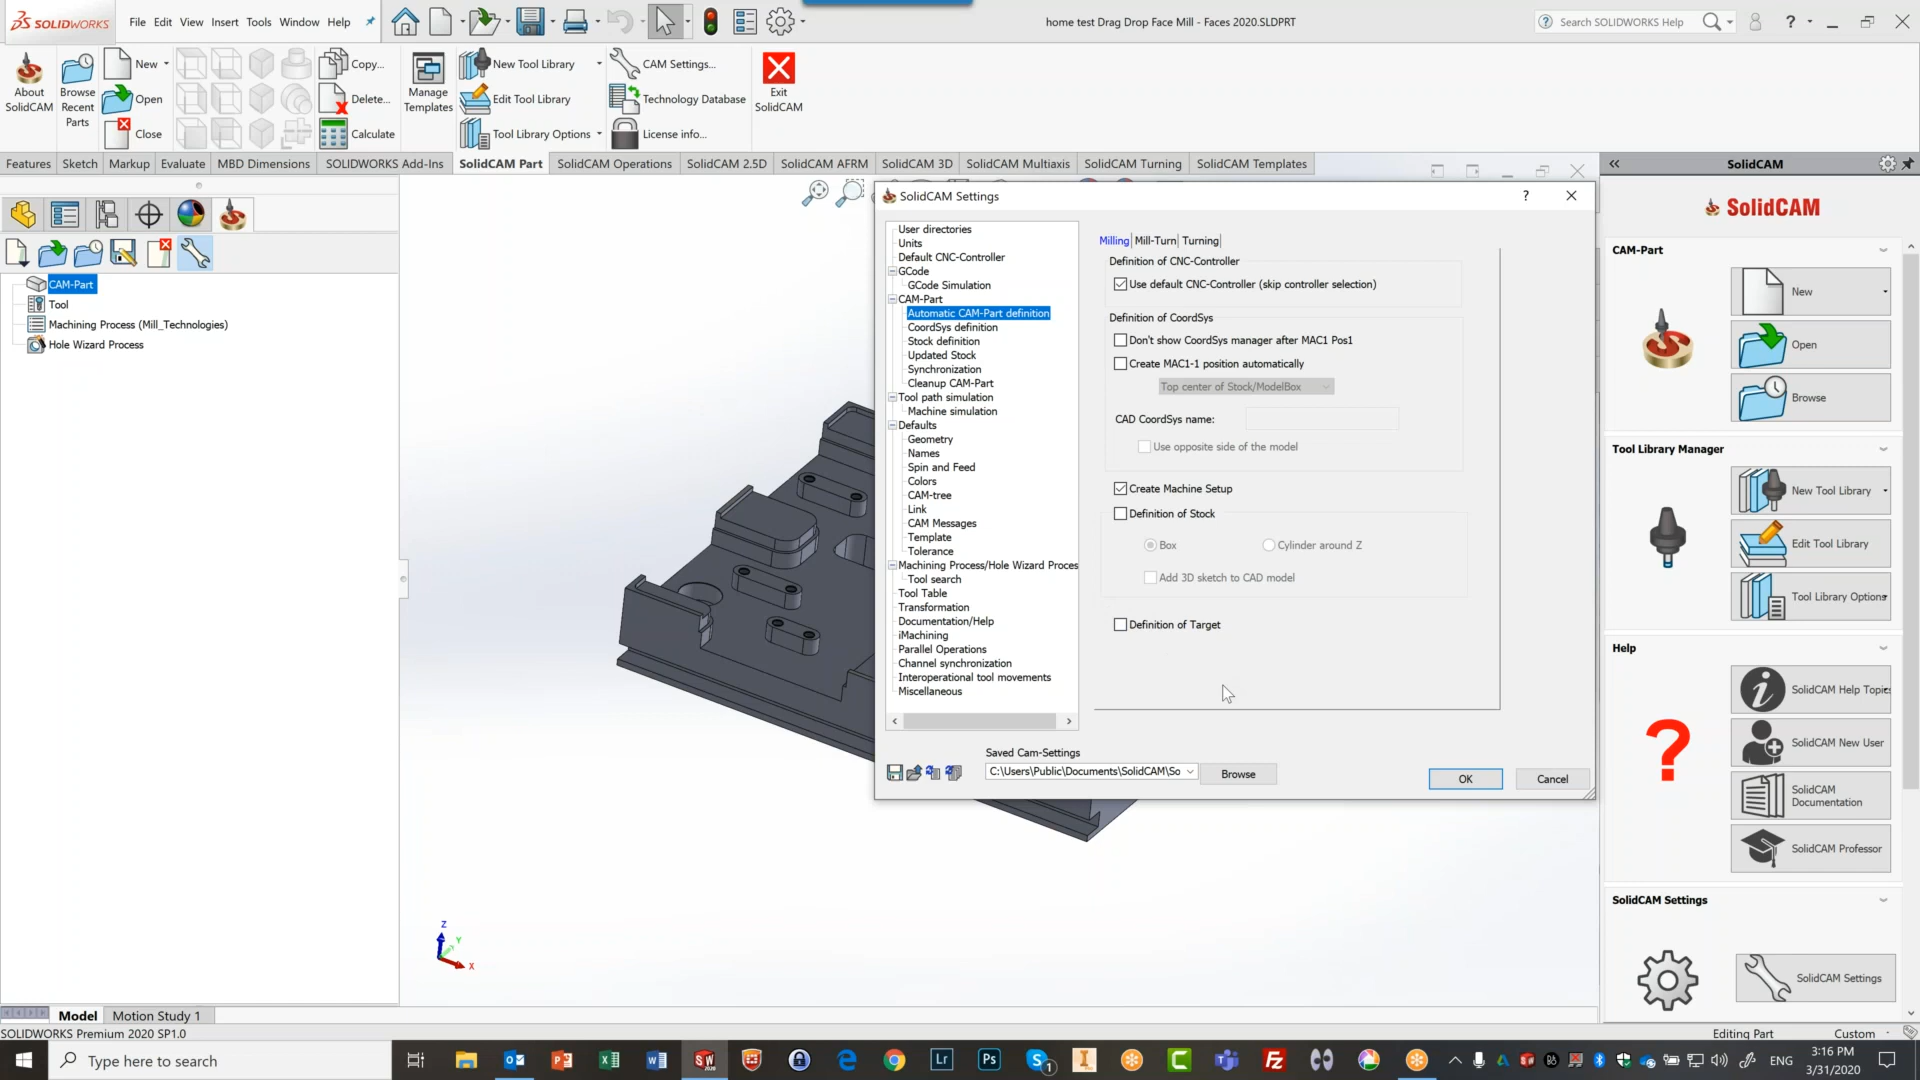 SOLIDWORKS
File Edit View Insert Tools Window Help
home test Drag Drop Face Mill - Faces 2020.SLDPRT
Search SOLIDWORKS Help
About SolidCAM
Browse Recent Parts
New
Open
Close
Copy...
Delete...
Calculate
Manage Templates
New Tool Library
Edit Tool Library
Tool Library Options
CAM Settings...
Technology Database
License info...
Exit SolidCAM
Features Sketch Markup Evaluate MBD Dimensions SOLIDWORKS Add-Ins SolidCAM Part SolidCAM Operations SolidCAM 2.5D SolidCAM AFRM SolidCAM 3D SolidCAM Multiaxis SolidCAM Turning SolidCAM Templates
CAM-Part
Tool
Machining Process (Mill_Technologies)
Hole Wizard Process
Z
Y
X
SolidCAM Settings
?
User directories
Units
Default CNC-Controller
GCode
GCode Simulation
CAM-Part
Automatic CAM-Part definition
CoordSys definition
Stock definition
Updated Stock
Synchronization
Cleanup CAM-Part
Tool path simulation
Machine simulation
Defaults
Geometry
Names
Spin and Feed
Colors
CAM-tree
Link
CAM Messages
Template
Tolerance
Machining Process/Hole Wizard Proces
Tool search
Tool Table
Transformation
Documentation/Help
iMachining
Parallel Operations
Channel synchronization
Interoperational tool movements
Miscellaneous
Milling Mill-Turn Turning
Definition of CNC-Controller
Use default CNC-Controller (skip controller selection)
Definition of CoordSys
Don't show CoordSys manager after MAC1 Pos1
Create MAC1-1 position automatically
Top center of Stock/ModelBox
CAD CoordSys name:
Use opposite side of the model
Create Machine Setup
Definition of Stock
Box Cylinder around Z
Add 3D sketch to CAD model
Definition of Target
Saved Cam-Settings
C:\Users\Public\Documents\SolidCAM\So
Browse
OK
Cancel
SolidCAM
SolidCAM
CAM-Part
New
Open
Browse
Tool Library Manager
New Tool Library
Edit Tool Library
Tool Library Options
Help
SolidCAM Help Topic
SolidCAM New User
SolidCAM Documentation
SolidCAM Professor
SolidCAM Settings
SolidCAM Settings
Model Motion Study 1
SOLIDWORKS Premium 2020 SP1.0
Editing Part
Custom
Type here to search
ENG
3:16 PM
3/31/2020